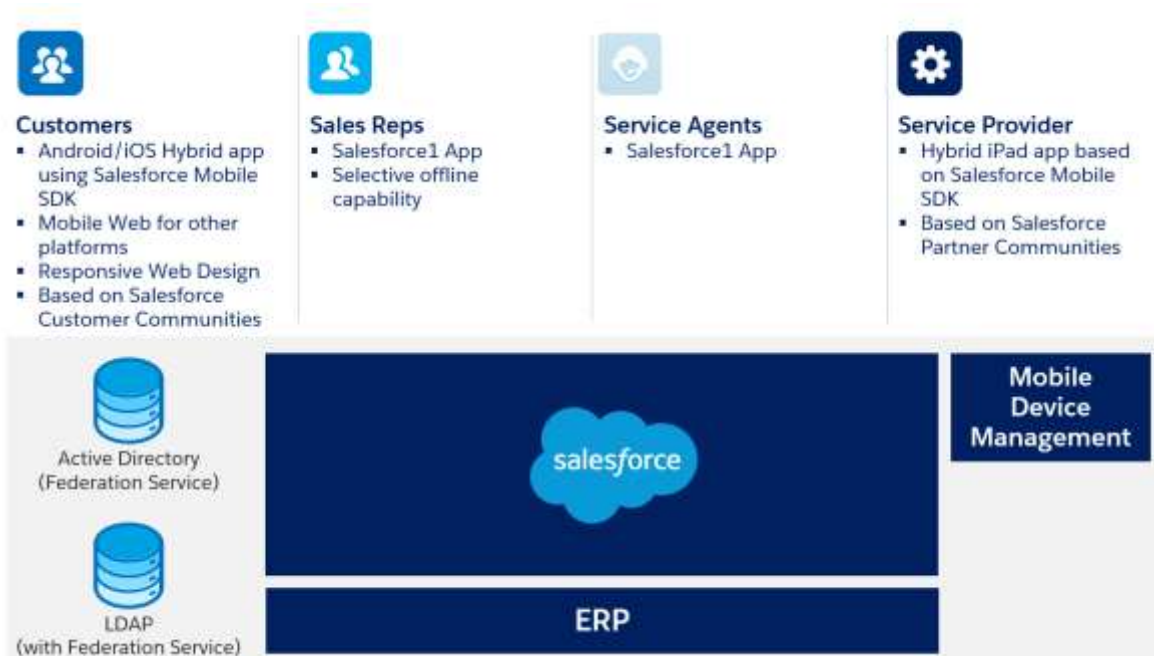 Customers
▪ Android/iOS Hybrid app
using Salesforce Mobile
SDK
▪ Mobile Web for other
platforms
▪ Responsive Web Design
▪ Based on Salesforce
Customer Communities
Sales Reps
▪ Salesforce1 App
▪ Selective offline
capability
Service Agents
▪ Salesforce1 App
Service Provider
▪ Hybrid iPad app based
on Salesforce Mobile
SDK
▪ Based on Salesforce
Partner Communities
Active Directory
(Federation Service)
LDAP
(with Federation Service)
salesforce
ERP
Mobile
Device
Management